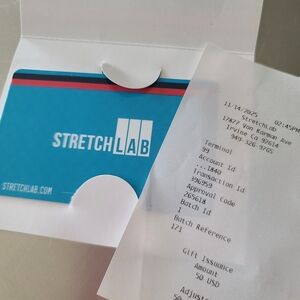 STRETCHLAB
STRETCHLAB.COM
11/14/2025 02:45PM
StretchLab
17877 Von Karman Ave
Irvine Ca 92614
949-326-9765
Terminal
99
Account Id
...1840
Transaction Id
396959
Approval Code
265618
Batch Id
1
Batch Reference
171
Gift Issuance
Amount
50 USD
50